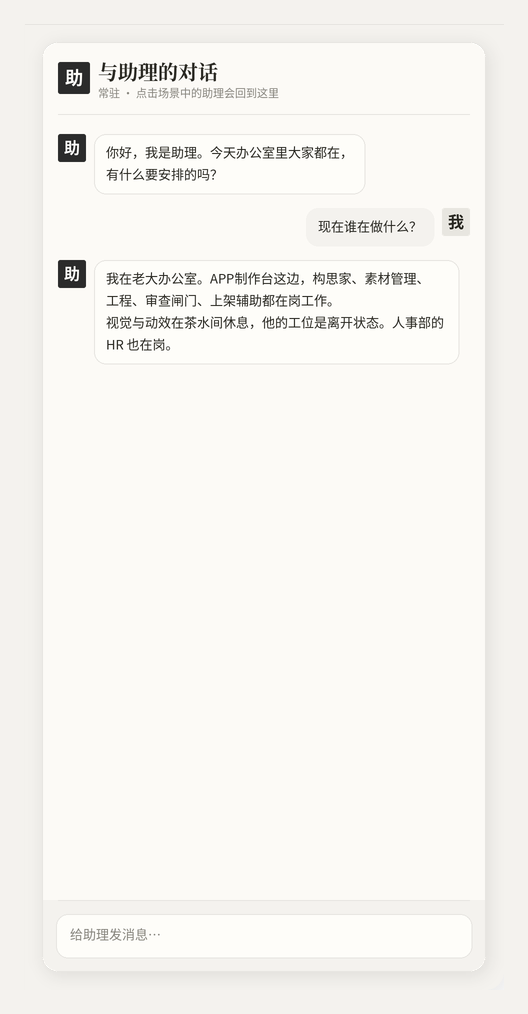 助
与助理的对话
常驻 · 点击场景中的助理会回到这里
助
你好，我是助理。今天办公室里大家都在，
有什么要安排的吗？
现在谁在做什么？
我
助
我在老大办公室。APP制作台这边，构思家、素材管理、
工程、审查闸门、上架辅助都在岗工作。
视觉与动效在茶水间休息，他的工位是离开状态。人事部的
HR 也在岗。
给助理发消息…